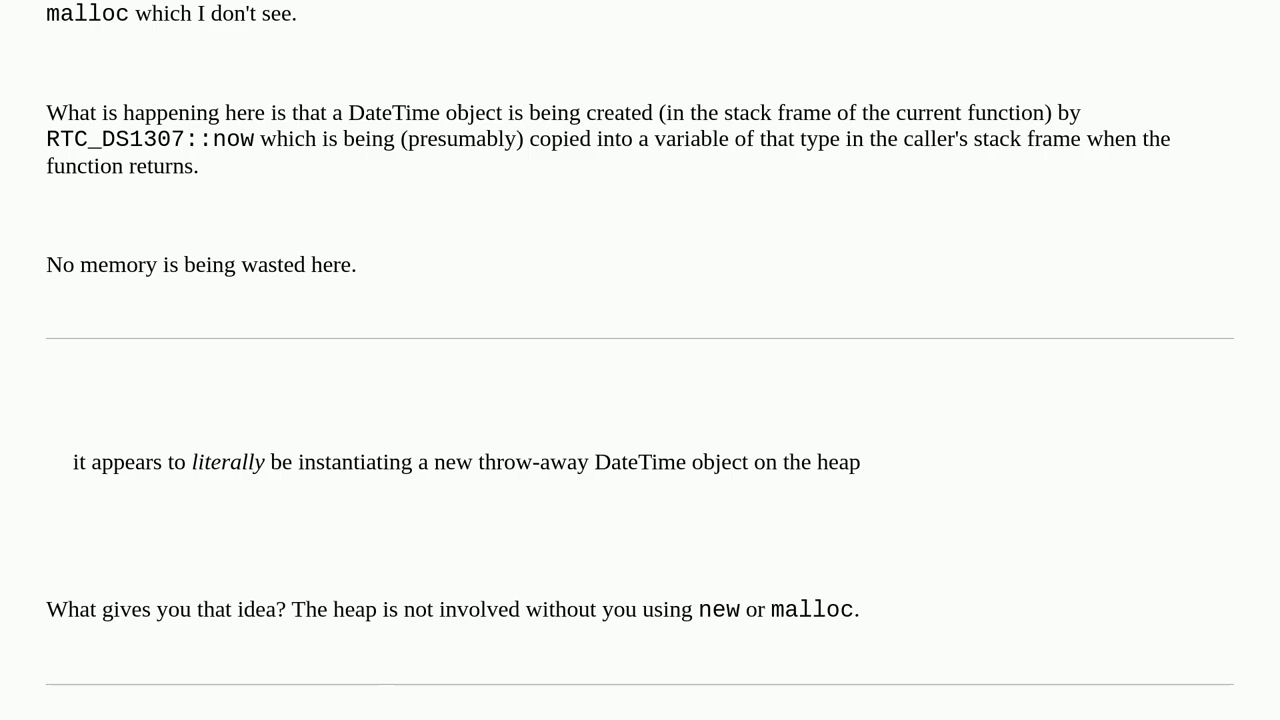 malloc which I don't see.
What is happening here is that a DateTime object is being created (in the stack frame of the current function) by
RTC_DS1307::now which is being (presumably) copied into a variable of that type in the caller's stack frame when the
function returns.
No memory is being wasted here.
it appears to literally be instantiating a new throw-away DateTime object on the heap
What gives you that idea? The heap is not involved without you using new or malloc.